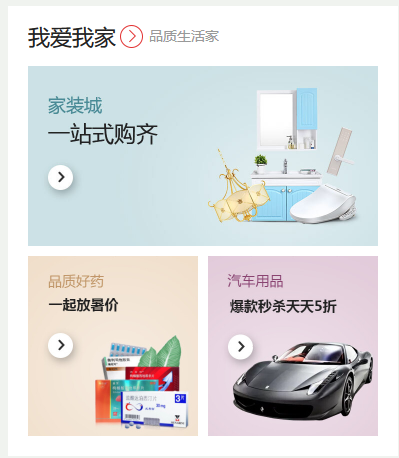 我爱我家
品质生活家
家装城
一站式购齐
品质好药
一起放暑价
汽车用品
爆款秒杀天天5折